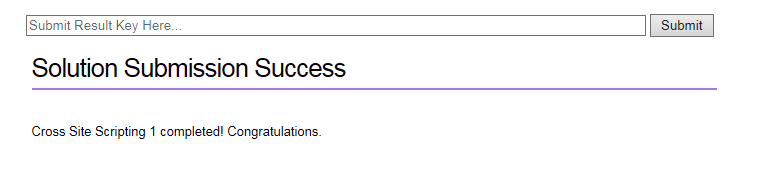 Submit Result Key Here...
Submit
Solution Submission Success
Cross Site Scripting 1 completed! Congratulations.